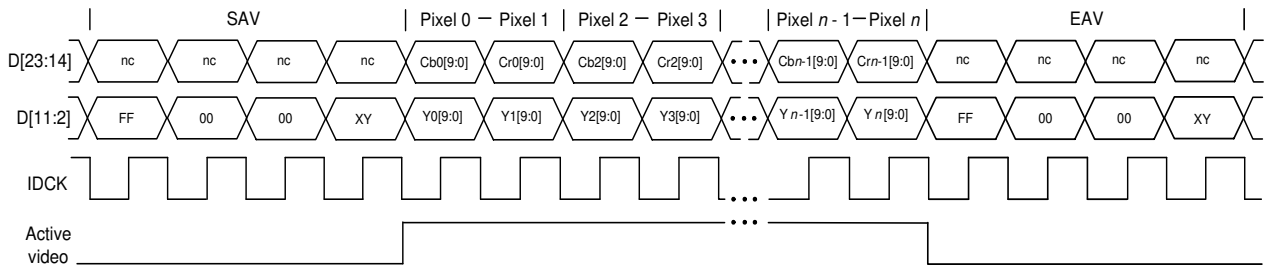 SAV Pixel 0 — Pixel 1 Pixel 2 — Pixel 3 Pixel n - 1—Pixel n EAV
D[23:14] nc nc nc nc Cb0[9:0] Cr0[9:0] Cb2[9:0] Cr2[9:0] ••• Cbn-1[9:0] Crn-1[9:0] nc nc nc nc
D[11:2] FF 00 00 XY Y0[9:0] Y1[9:0] Y2[9:0] Y3[9:0] ••• Y n-1[9:0] Y n[9:0] FF 00 00 XY
IDCK •••
Active •••
video